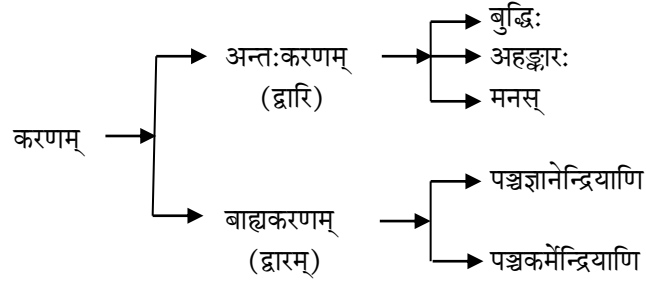 करणम्
अन्तःकरणम्
(द्वारि)
बुद्धिः
अहङ्कारः
मनस्
बाह्यकरणम्
(द्वारम्)
पञ्चज्ञानेन्द्रियाणि
पञ्चकर्मेन्द्रियाणि